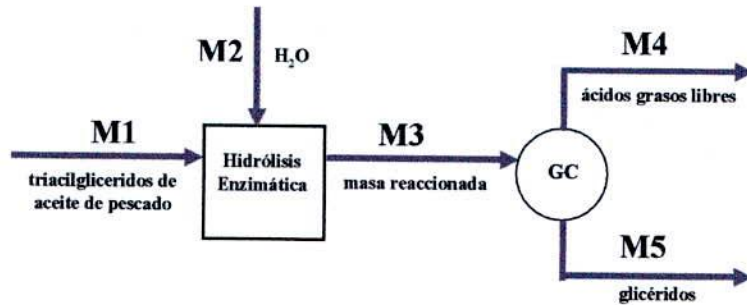 M4
M2
H₂O
ácidos grasos libres
M1
M3
Hidrólisis
Enzimática
GC
triacilgliceridos de
aceite de pescado
masa reaccionada
M5
glicéridos